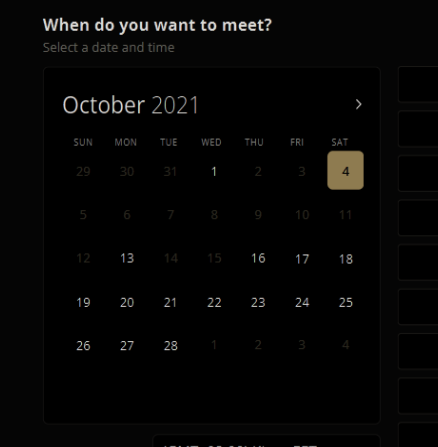 When do you want to meet?
Select a date and time
October 2021
SUN MON TUE WED THU FRI SAT
29 30 31 1 2 3 4
5 6 7 8 9 10 11
12 13 14 15 16 17 18
19 20 21 22 23 24 25
26 27 28 1 2 3 4